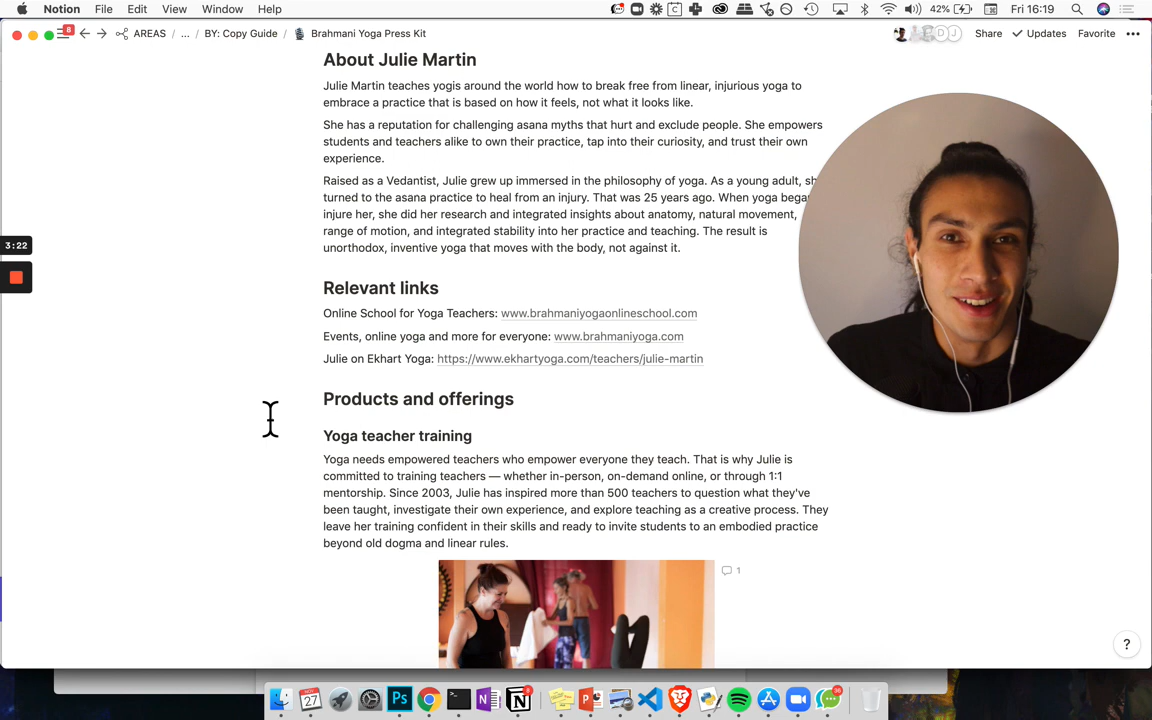 Notion File Edit View Window Help 42% Fri 16:19
8 AREAS / ... / BY: Copy Guide / Brahmani Yoga Press Kit D J Share Updates Favorite •••
About Julie Martin
Julie Martin teaches yogis around the world how to break free from linear, injurious yoga to
embrace a practice that is based on how it feels, not what it looks like.
She has a reputation for challenging asana myths that hurt and exclude people. She empowers
students and teachers alike to own their practice, tap into their curiosity, and trust their own
experience.
Raised as a Vedantist, Julie grew up immersed in the philosophy of yoga. As a young adult, sh
turned to the asana practice to heal from an injury. That was 25 years ago. When yoga bega
injure her, she did her research and integrated insights about anatomy, natural movement,
range of motion, and integrated stability into her practice and teaching. The result is
unorthodox, inventive yoga that moves with the body, not against it.
3:22
Relevant links
Online School for Yoga Teachers: www.brahmaniyogaonlineschool.com
Events, online yoga and more for everyone: www.brahmaniyoga.com
Julie on Ekhart Yoga: https://www.ekhartyoga.com/teachers/julie-martin
Products and offerings
Yoga teacher training
Yoga needs empowered teachers who empower everyone they teach. That is why Julie is
committed to training teachers — whether in-person, on-demand online, or through 1:1
mentorship. Since 2003, Julie has inspired more than 500 teachers to question what they've
been taught, investigate their own experience, and explore teaching as a creative process. They
leave her training confident in their skills and ready to invite students to an embodied practice
beyond old dogma and linear rules.
1
?
27 Ps N